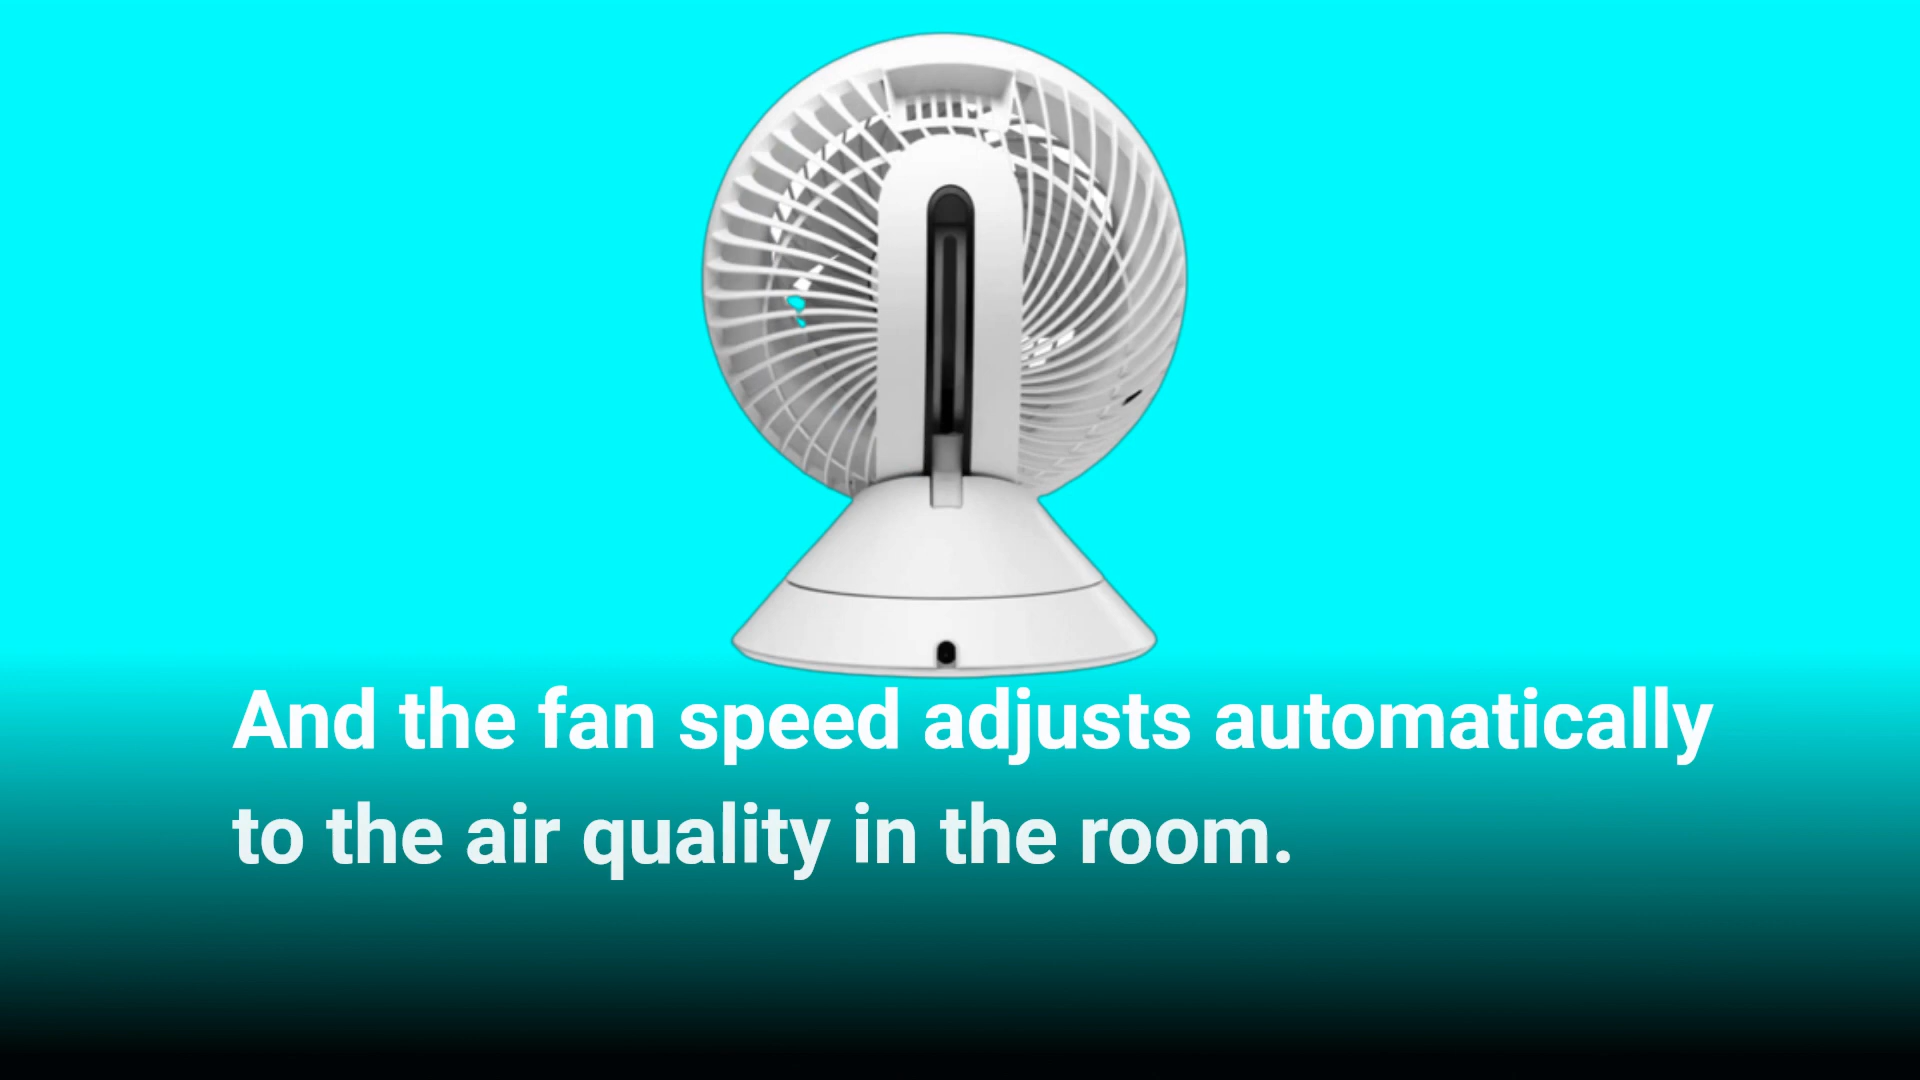 And the fan speed adjusts automatically
to the air quality in the room.